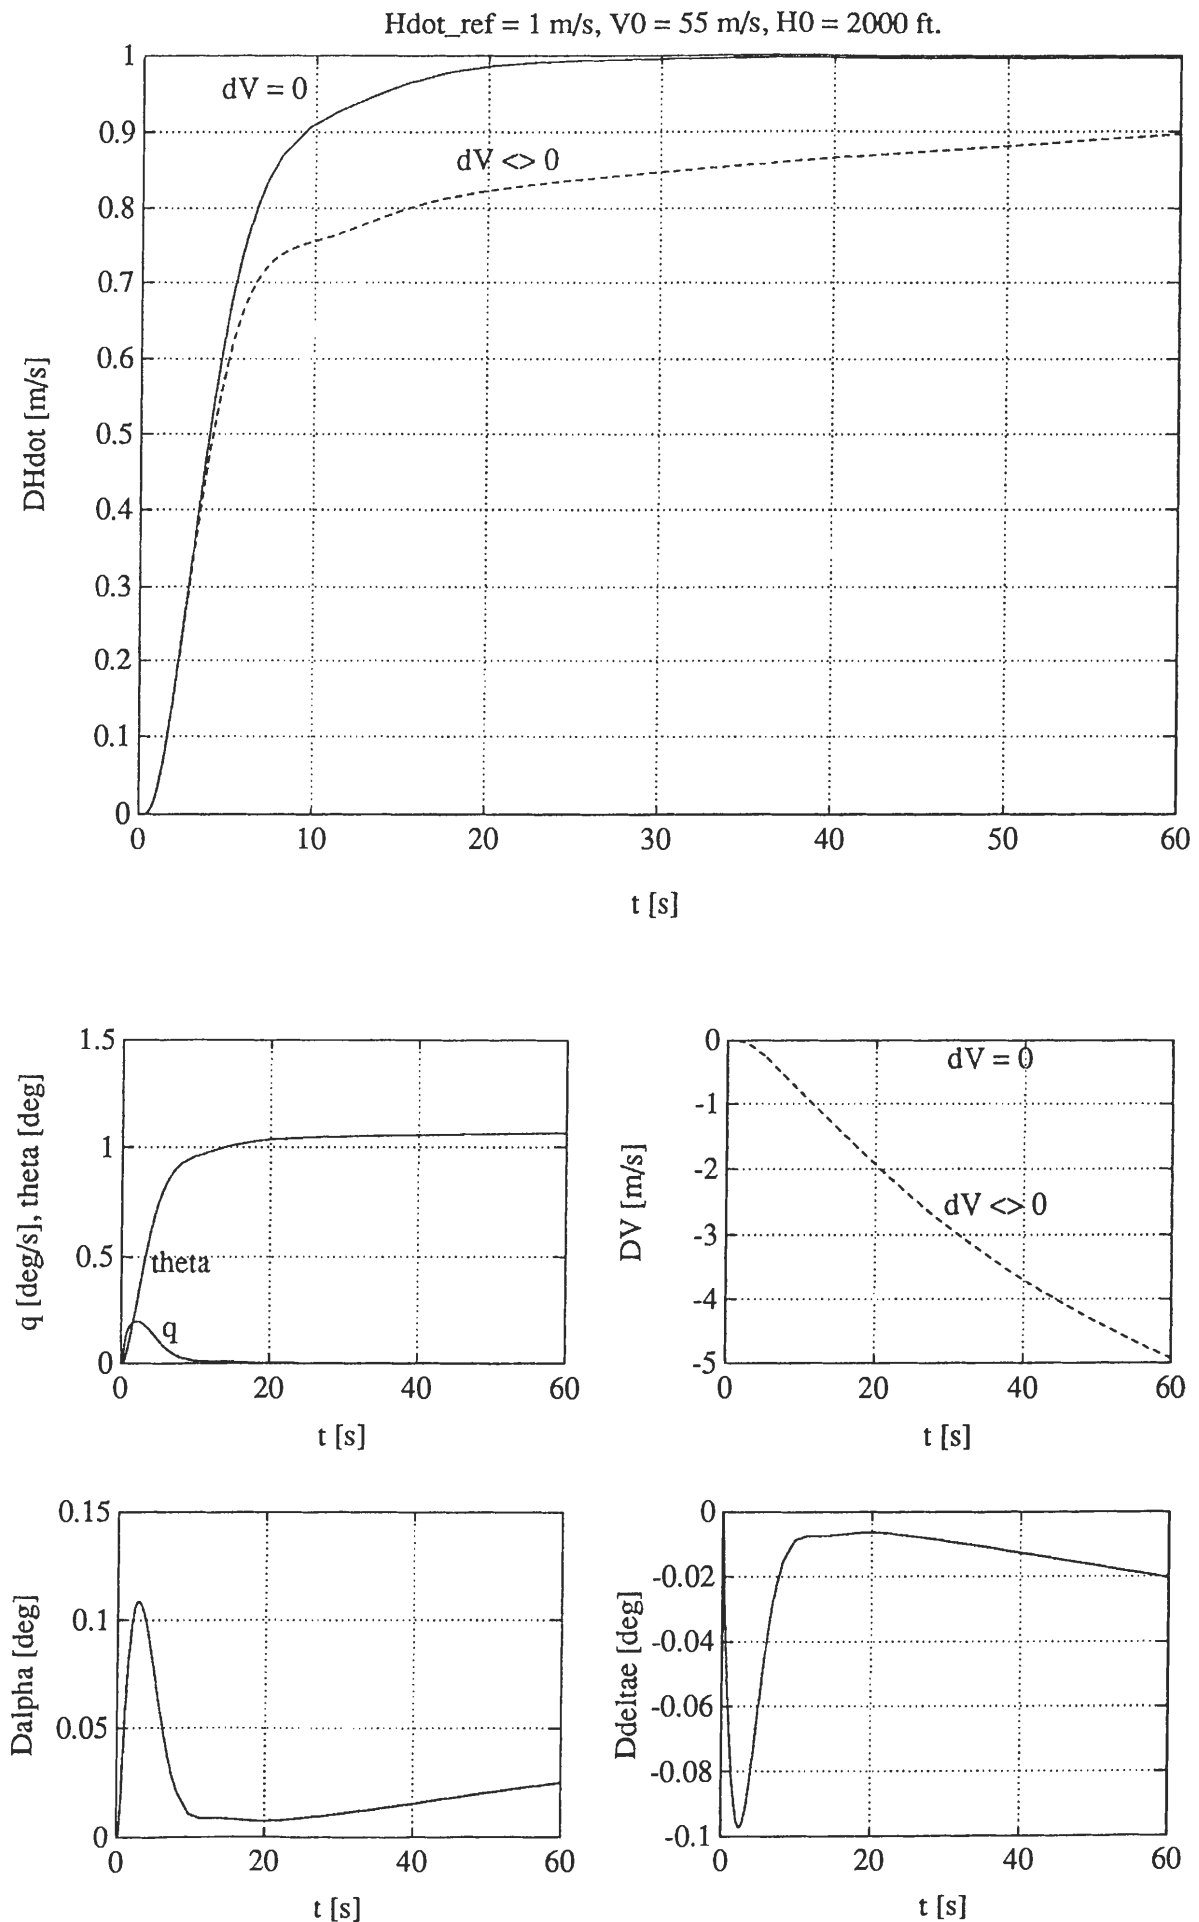 Hdot_ref = 1 m/s, V0 = 55 m/s, H0 = 2000 ft.
1
dV = 0
0.9
dV <> 0
0.8
0.7
0.6
DHdot [m/s]
0.5
0.4
0.3
0.2
0.1
0
0 10 20 30 40 50 60
t [s]
1.5
1
0.5
0
q [deg/s], theta [deg]
theta
q
0 20 40 60
t [s]
0
-1
-2
-3
-4
-5
DV [m/s]
dV = 0
dV <> 0
0 20 40 60
t [s]
0.15
0.1
0.05
0
Dalpha [deg]
0 20 40 60
t [s]
0
-0.02
-0.04
-0.06
-0.08
-0.1
Ddeltae [deg]
0 20 40 60
t [s]